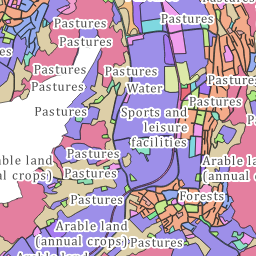 Pastures
Pastures
Pastures
Pastures
Pastures
Pastures
Pastures
Water
Pastures
Pastures
Sports and
leisure
facilities
Pastures
able land
al crops)
Pastures
Arable land
(annual crops)
Pastures
Forests
Arable land
(annual crops)
Pastures